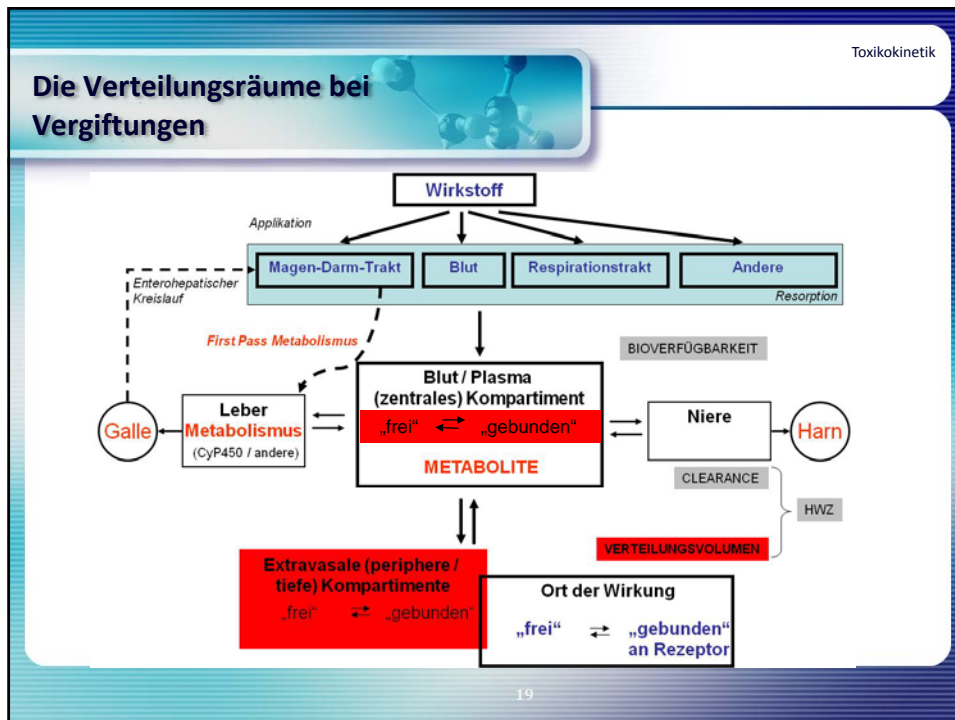 Toxikokinetik
Die Verteilungsräume bei
Vergiftungen
Wirkstoff
Applikation
Magen-Darm-Trakt
Blut
Respirationstrakt
Andere
Resorption
Enterohepatischer
Kreislauf
First Pass Metabolismus
BIOVERFÜGBARKEIT
Blut / Plasma
(zentrales) Kompartiment
„frei“ „gebunden“
METABOLITE
Galle
Leber
Metabolismus
(CyP450 / andere)
Niere
Harn
CLEARANCE
HWZ
VERTEILUNGSVOLUMEN
Extravasale (periphere /
tiefe) Kompartimente
„frei“ „gebunden“
Ort der Wirkung
„frei“ „gebunden“
an Rezeptor
19